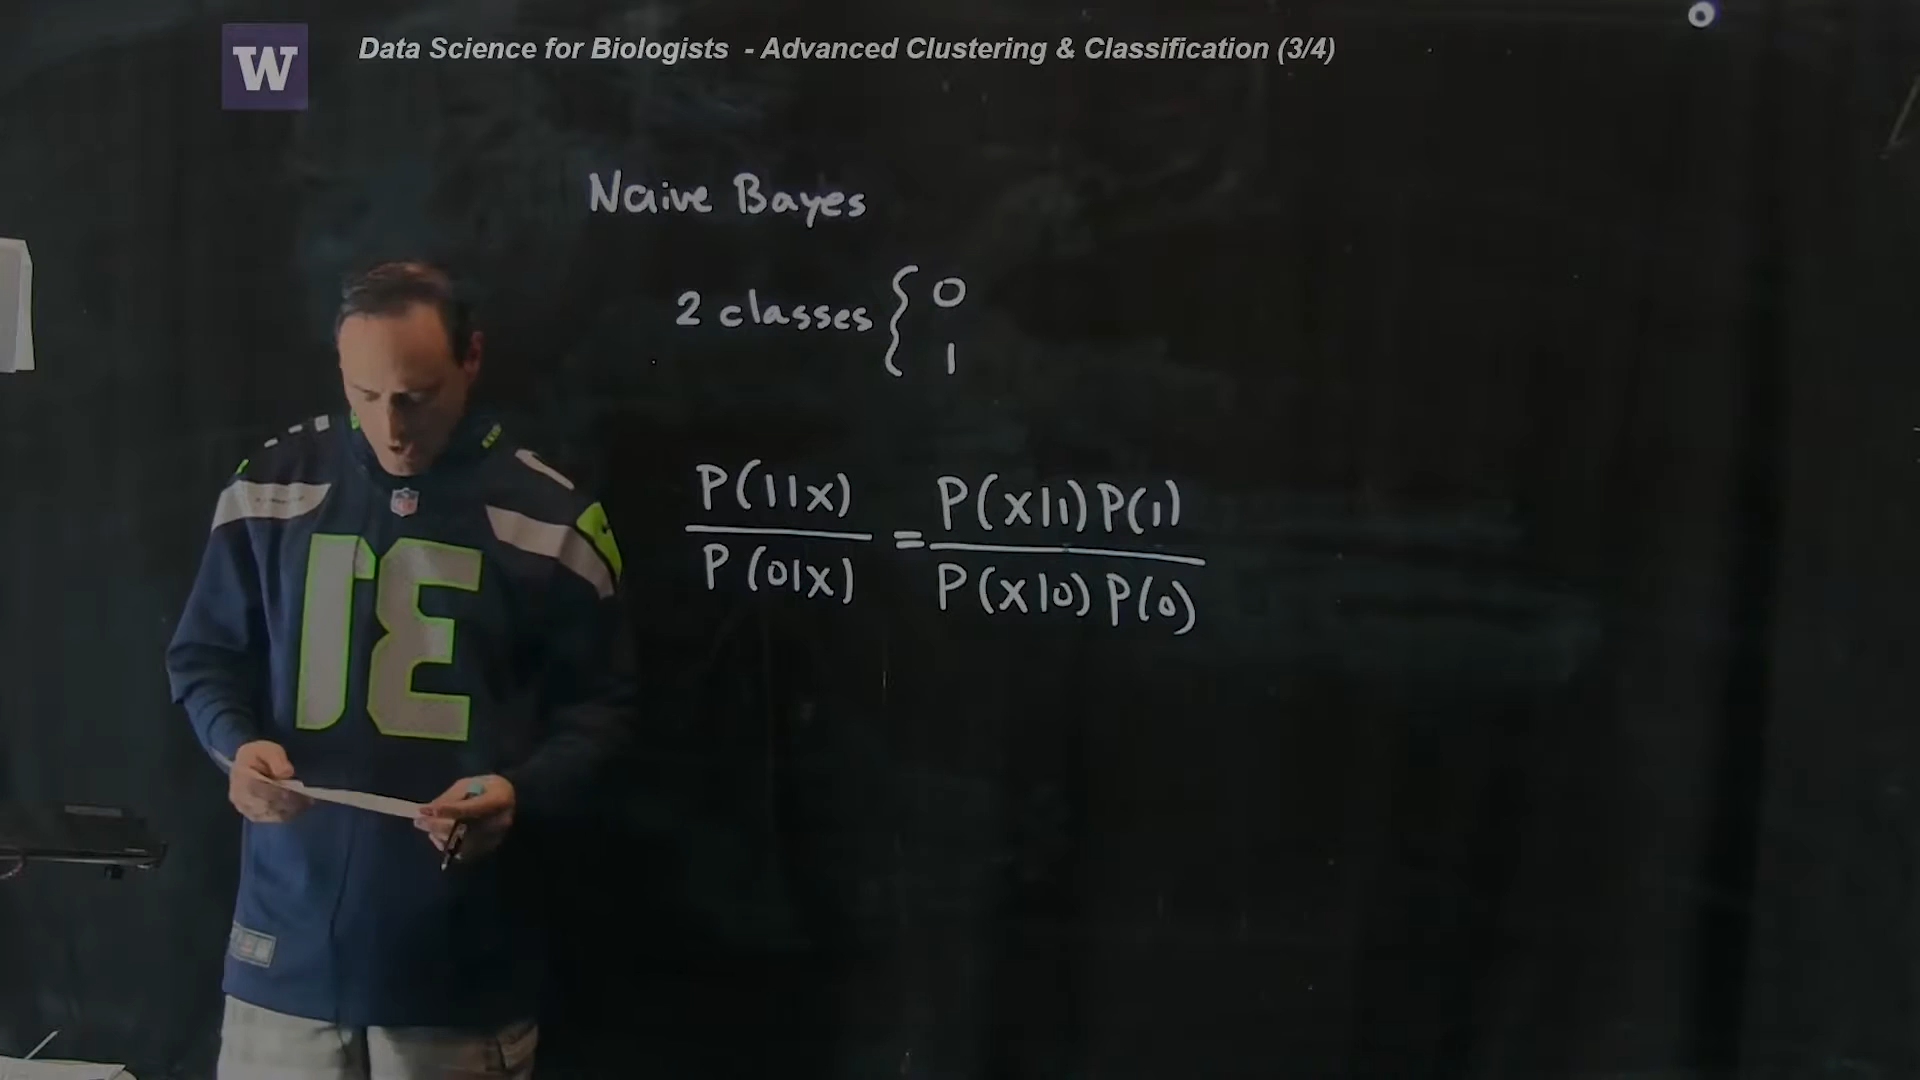 W
Data Science for Biologists - Advanced Clustering & Classification (3/4)
Naive Bayes
2 classes { 0
1
P(1|x) / P(0|x) = P(x|1)P(1) / P(x|0)P(0)
31